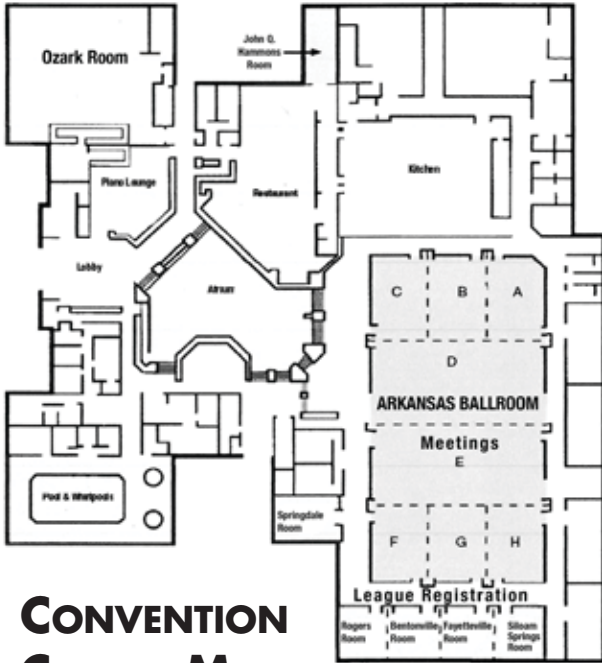 John Q.
Hammons
Room
Ozark Room
Piano Lounge
Restaurant
Kitchen
Lobby
Atrium
C
B
A
D
ARKANSAS BALLROOM
Meetings
E
Pool & Whirlpools
Springdale
Room
F
G
H
League Registration
Rogers
Room
Bentonville
Room
Fayetteville
Room
Siloam
Springs
Room
CONVENTION